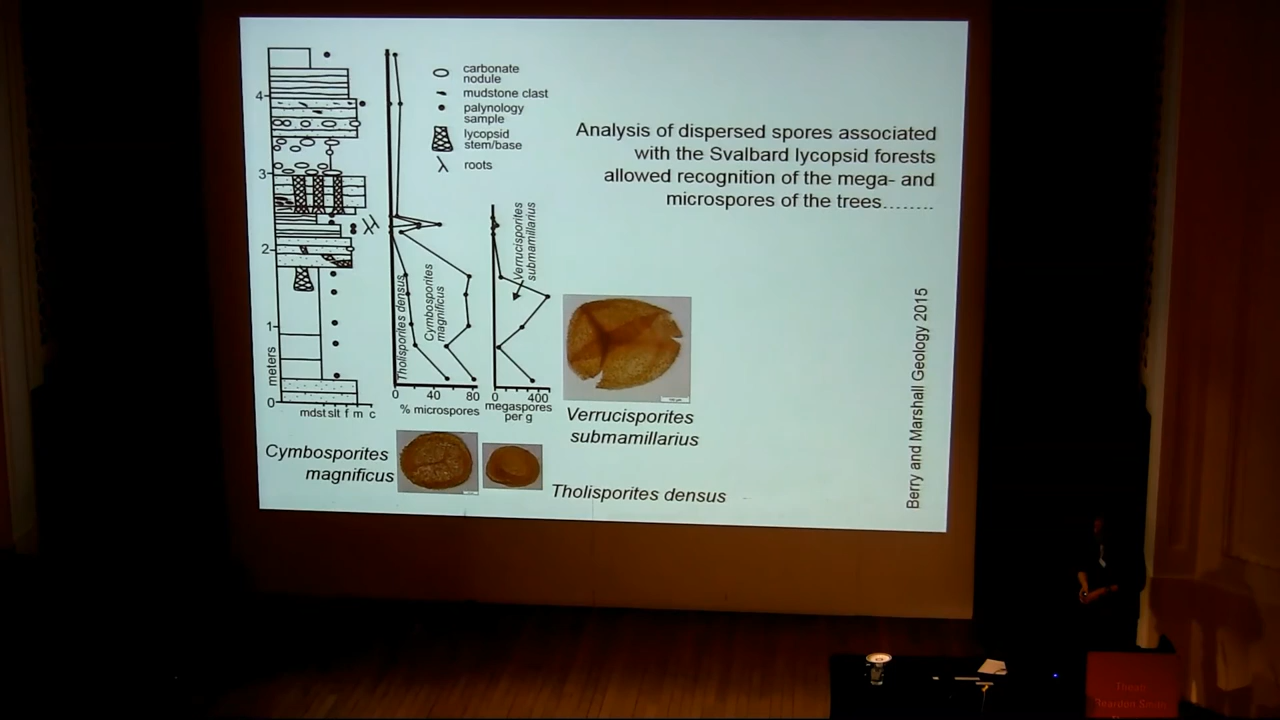 carbonate
nodule
mudstone clast
palynology
sample
lycopsid
stem/base
roots
Analysis of dispersed spores associated
with the Svalbard lycopsid forests
allowed recognition of the mega- and
microspores of the trees........
4
3
2
1
0
meters
mdst slt f m c
Tholisporites densus
Cymbosporites
magnificus
0 40 80
% microspores
Verrucisporites
submamillarius
0 400
megaspores
per g
Verrucisporites
submamillarius
Berry and Marshall Geology 2015
Cymbosporites
magnificus
Tholisporites densus
Reardon Smith